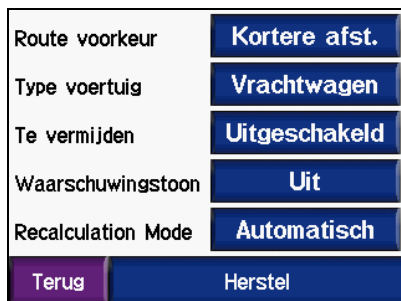 Route voorkeur Kortere afst.
Type voertuig Vrachtwagen
Te vermijden Uitgeschakeld
Waarschuwingstoon Uit
Recalculation Mode Automatisch
Terug Herstel